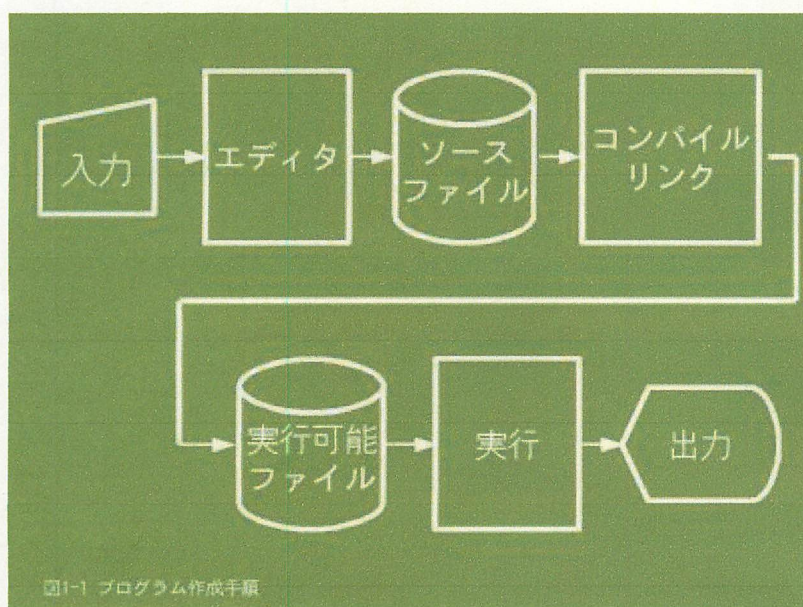 入力
エディタ
ソース
ファイル
コンパイル
リンク
実行可能
ファイル
実行
出力
図1-1 プログラム作成手順